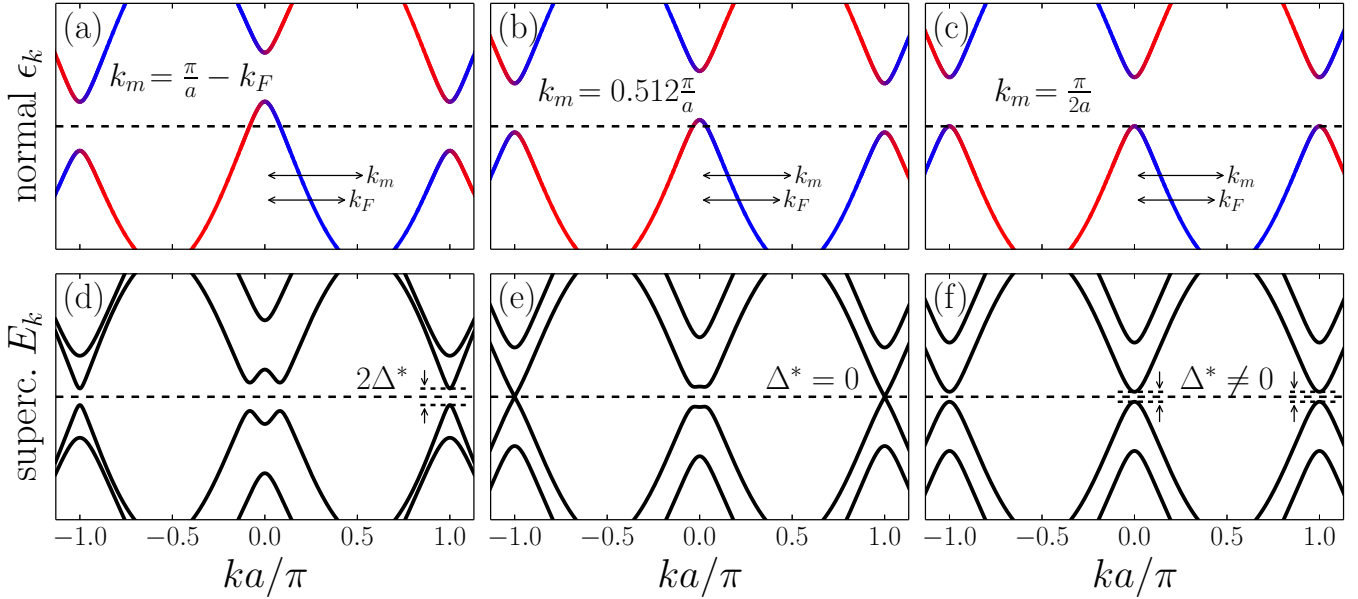 normal ϵ_k
(a)
k_m = π/a − k_F
k_m
k_F
(b)
k_m = 0.512 π/a
k_m
k_F
(c)
k_m = π/2a
k_m
k_F
superc. E_k
(d)
2Δ*
(e)
Δ* = 0
(f)
Δ* ≠ 0
−1.0 −0.5 0.0 0.5 1.0
−1.0 −0.5 0.0 0.5 1.0
−1.0 −0.5 0.0 0.5 1.0
ka/π
ka/π
ka/π